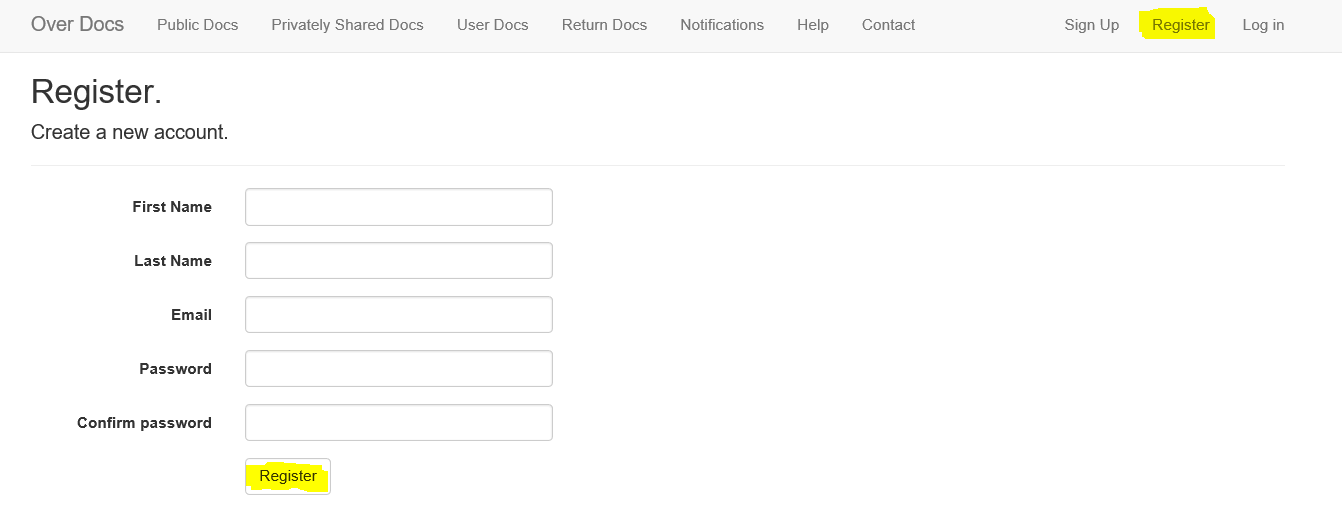 Over Docs Public Docs Privately Shared Docs User Docs Return Docs Notifications Help Contact Sign Up Register Log in
Register.
Create a new account.
First Name
Last Name
Email
Password
Confirm password
Register